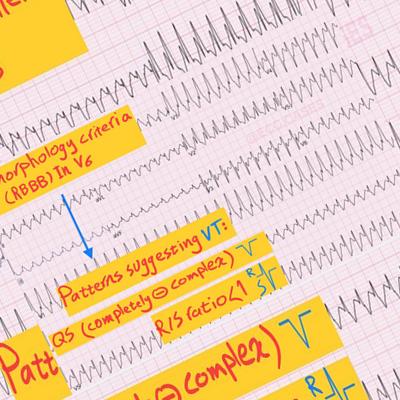 morphology criteria
(RBBB) In V6
Patterns suggesting VT:
QS (completely ⊖ complex)
R/S ratio <1 R S
Patt
⊖ complex)
R